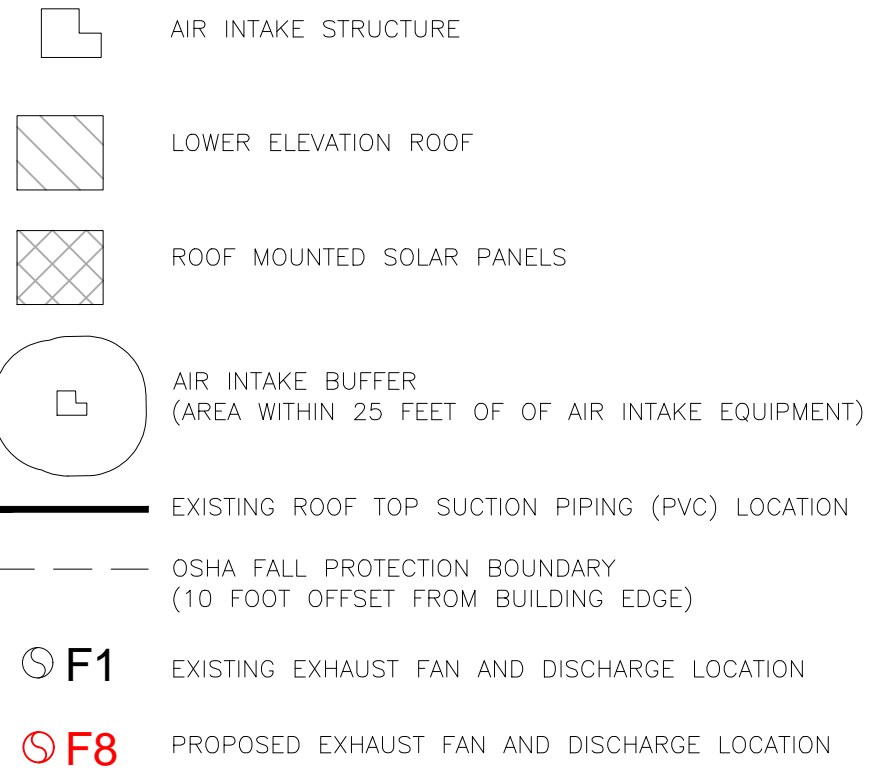 AIR INTAKE STRUCTURE
LOWER ELEVATION ROOF
ROOF MOUNTED SOLAR PANELS
AIR INTAKE BUFFER
(AREA WITHIN 25 FEET OF OF AIR INTAKE EQUIPMENT)
EXISTING ROOF TOP SUCTION PIPING (PVC) LOCATION
OSHA FALL PROTECTION BOUNDARY
(10 FOOT OFFSET FROM BUILDING EDGE)
F1 EXISTING EXHAUST FAN AND DISCHARGE LOCATION
F8 PROPOSED EXHAUST FAN AND DISCHARGE LOCATION